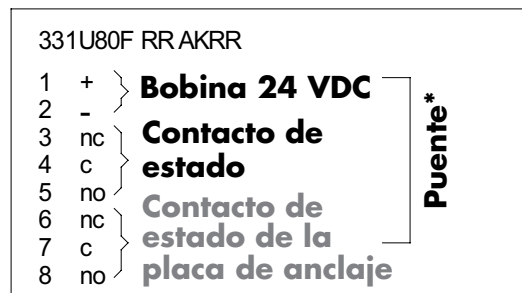 331U80F RR AKRR
1 + Bobina 24 VDC
2 -
3 nc Contacto de
4 c estado
5 no
6 nc Contacto de
7 c estado de la
8 no placa de anclaje
Puente*